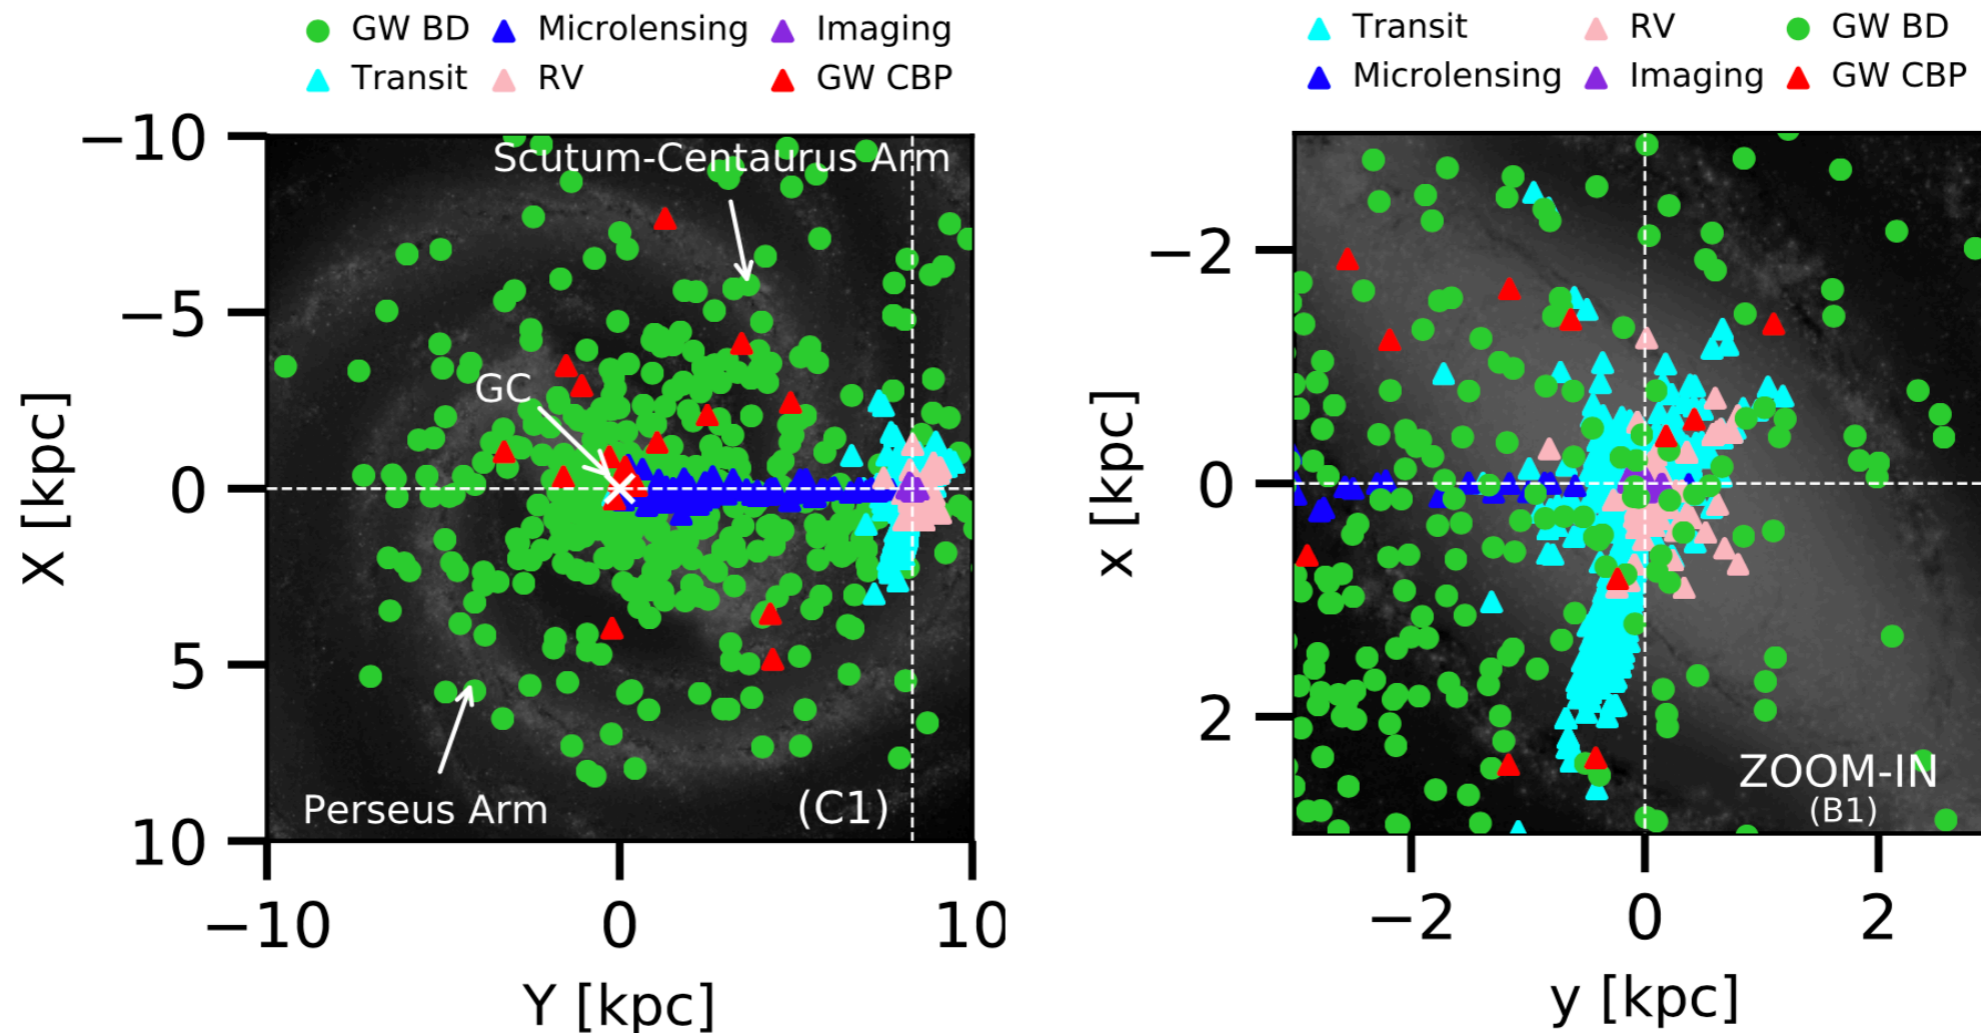 GW BD Microlensing Imaging
Transit RV GW CBP
−10
−5
0
5
10
X [kpc]
Scutum-Centaurus Arm
GC
Perseus Arm
(C1)
−10 0 10
Y [kpc]
Transit RV GW BD
Microlensing Imaging GW CBP
−2
0
2
x [kpc]
ZOOM-IN
(B1)
−2 0 2
y [kpc]